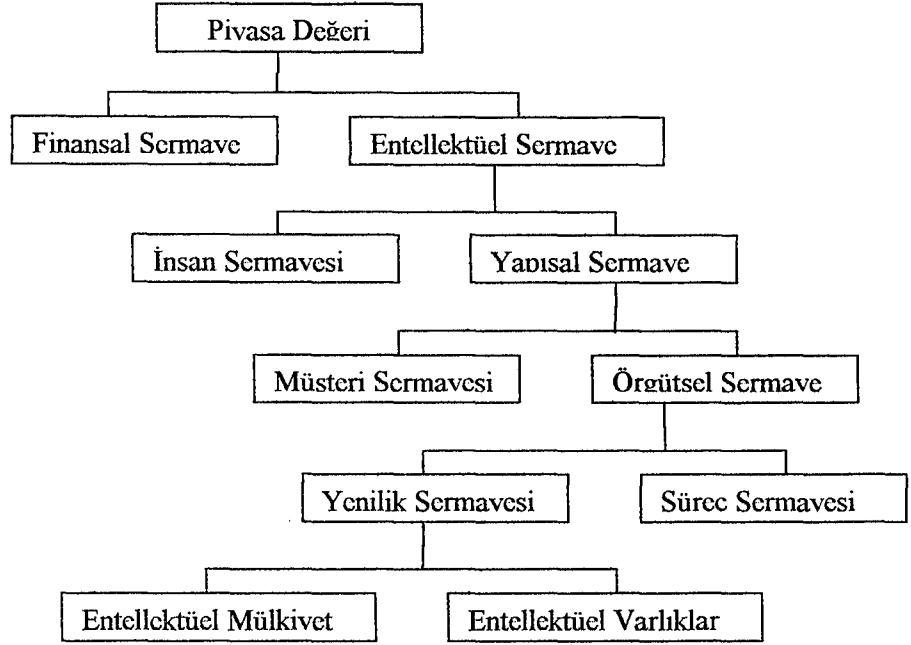 Piyasa Değeri
Finansal Sermaye
Entellektüel Sermaye
İnsan Sermayesi
Yapısal Sermaye
Müşteri Sermayesi
Örgütsel Sermaye
Yenilik Sermayesi
Süreç Sermayesi
Entellektüel Mülkiyet
Entellektüel Varlıklar